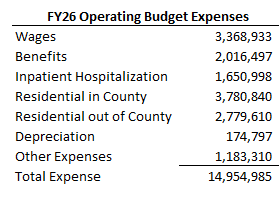 FY26 Operating Budget Expenses
Wages 3,368,933
Benefits 2,016,497
Inpatient Hospitalization 1,650,998
Residential in County 3,780,840
Residential out of County 2,779,610
Depreciation 174,797
Other Expenses 1,183,310
Total Expense 14,954,985